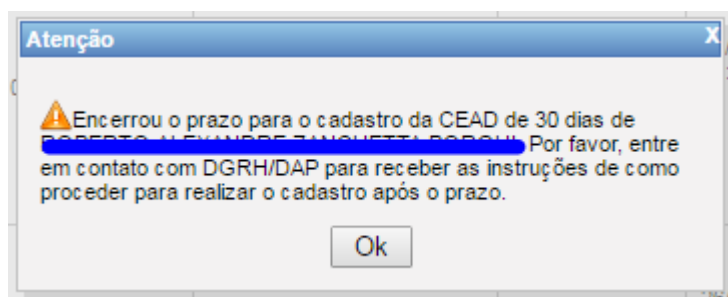 Atenção
X
Encerrou o prazo para o cadastro da CEAD de 30 dias de
Por favor, entre
em contato com DGRH/DAP para receber as instruções de como
proceder para realizar o cadastro após o prazo.
Ok